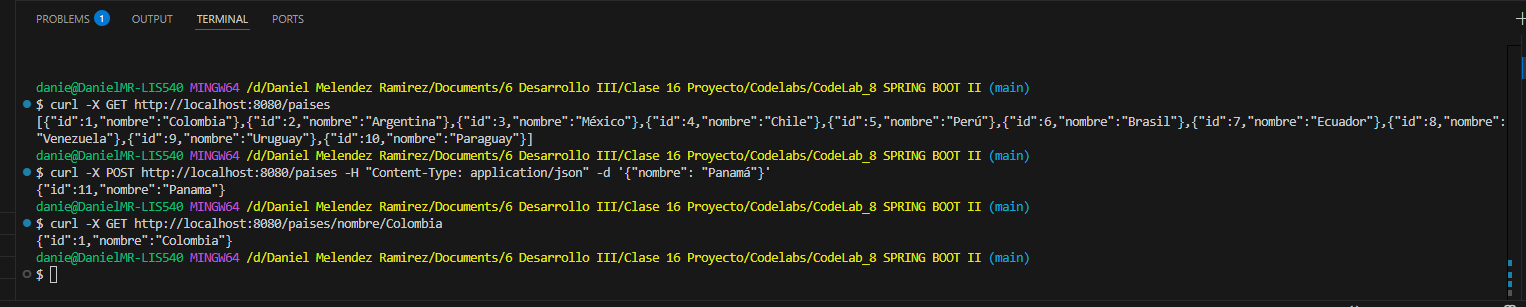 PROBLEMS 1 OUTPUT TERMINAL PORTS
danie@DanielMR-LIS540 MINGW64 /d/Daniel Melendez Ramirez/Documents/6 Desarrollo III/Clase 16 Proyecto/Codelabs/CodeLab_8 SPRING BOOT II (main)
$ curl -X GET http://localhost:8080/paises
[{"id":1,"nombre":"Colombia"},{"id":2,"nombre":"Argentina"},{"id":3,"nombre":"México"},{"id":4,"nombre":"Chile"},{"id":5,"nombre":"Perú"},{"id":6,"nombre":"Brasil"},{"id":7,"nombre":"Ecuador"},{"id":8,"nombre":
"Venezuela"},{"id":9,"nombre":"Uruguay"},{"id":10,"nombre":"Paraguay"}]
danie@DanielMR-LIS540 MINGW64 /d/Daniel Melendez Ramirez/Documents/6 Desarrollo III/Clase 16 Proyecto/Codelabs/CodeLab_8 SPRING BOOT II (main)
$ curl -X POST http://localhost:8080/paises -H "Content-Type: application/json" -d '{"nombre": "Panamá"}'
{"id":11,"nombre":"Panama"}
danie@DanielMR-LIS540 MINGW64 /d/Daniel Melendez Ramirez/Documents/6 Desarrollo III/Clase 16 Proyecto/Codelabs/CodeLab_8 SPRING BOOT II (main)
$ curl -X GET http://localhost:8080/paises/nombre/Colombia
{"id":1,"nombre":"Colombia"}
danie@DanielMR-LIS540 MINGW64 /d/Daniel Melendez Ramirez/Documents/6 Desarrollo III/Clase 16 Proyecto/Codelabs/CodeLab_8 SPRING BOOT II (main)
$